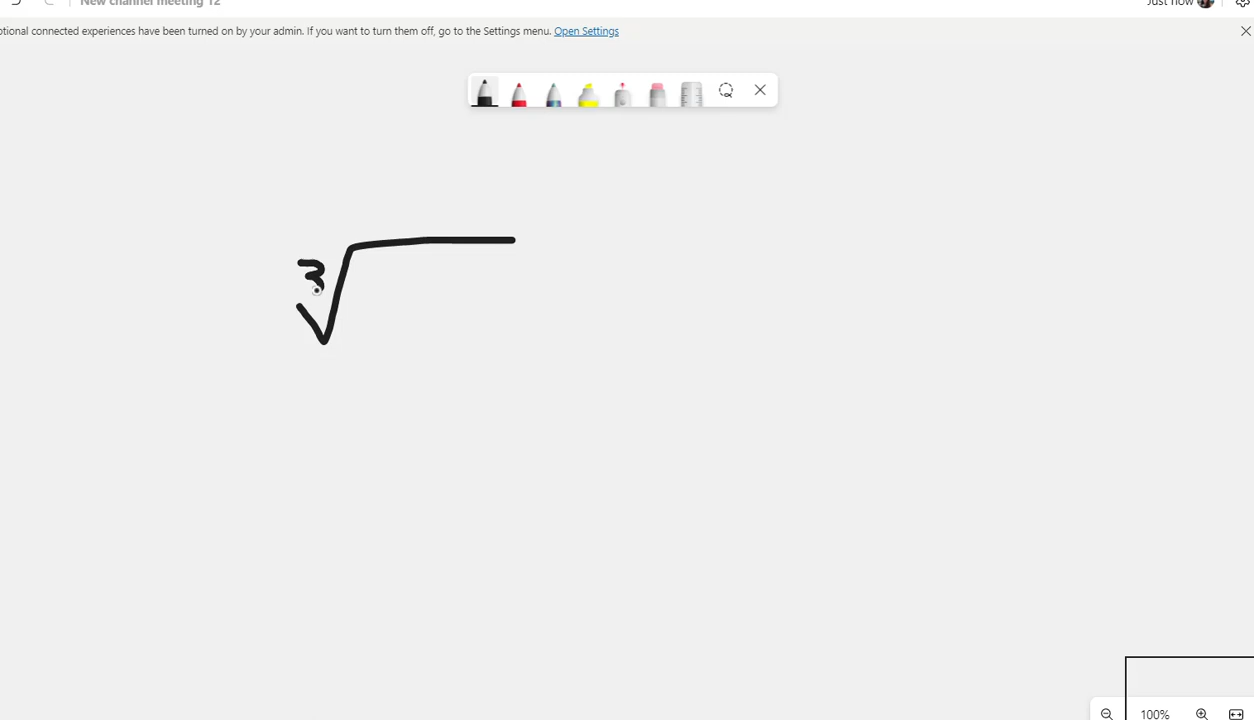 New channel meeting 12 Just now
ptional connected experiences have been turned on by your admin. If you want to turn them off, go to the Settings menu. Open Settings
3√
100%